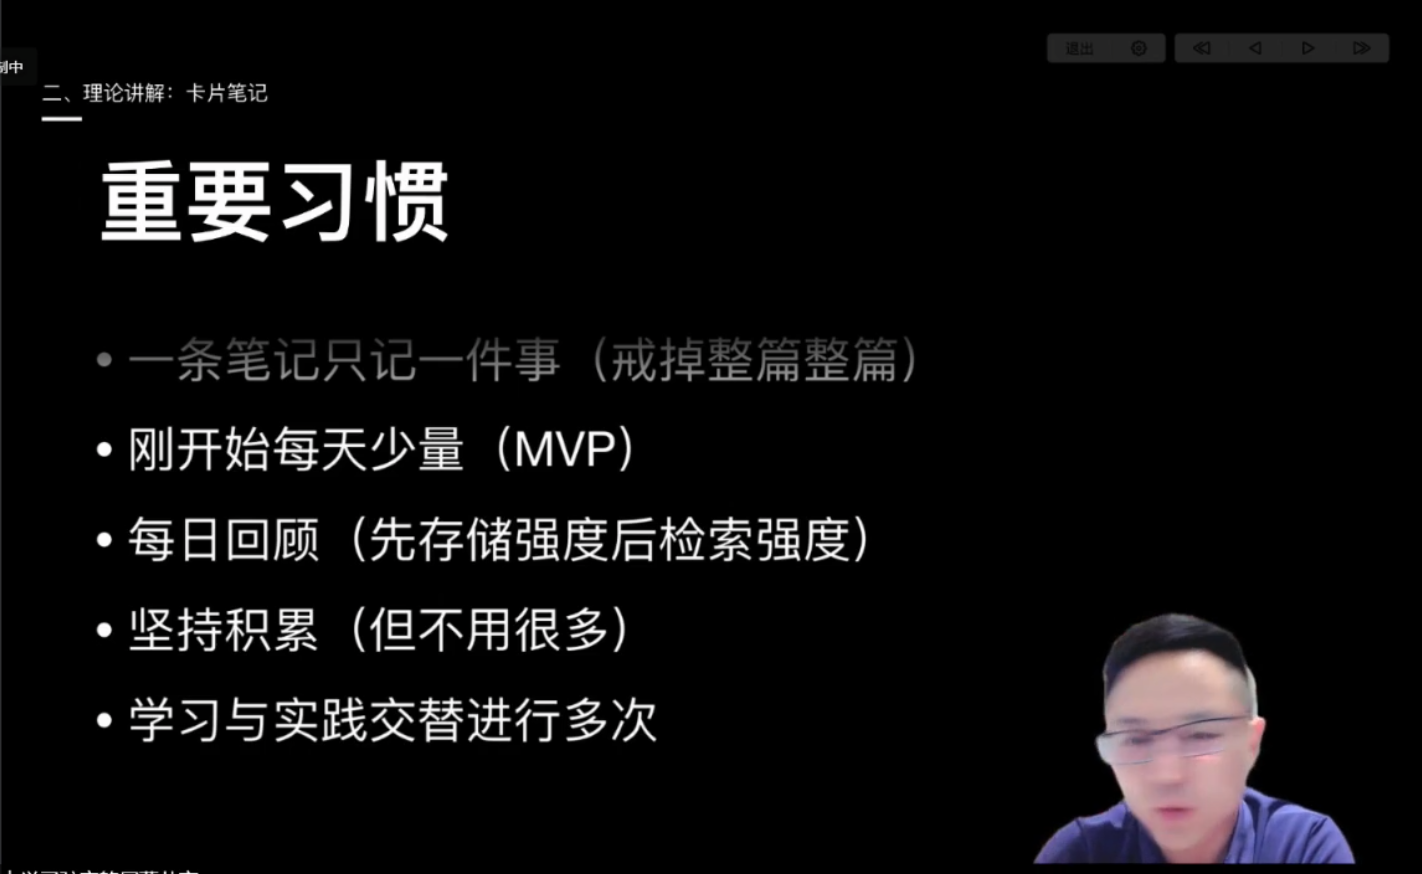 退出
制中
二、理论讲解：卡片笔记
重要习惯
• 一条笔记只记一件事（戒掉整篇整篇）
• 刚开始每天少量（MVP）
• 每日回顾（先存储强度后检索强度）
• 坚持积累（但不用很多）
• 学习与实践交替进行多次